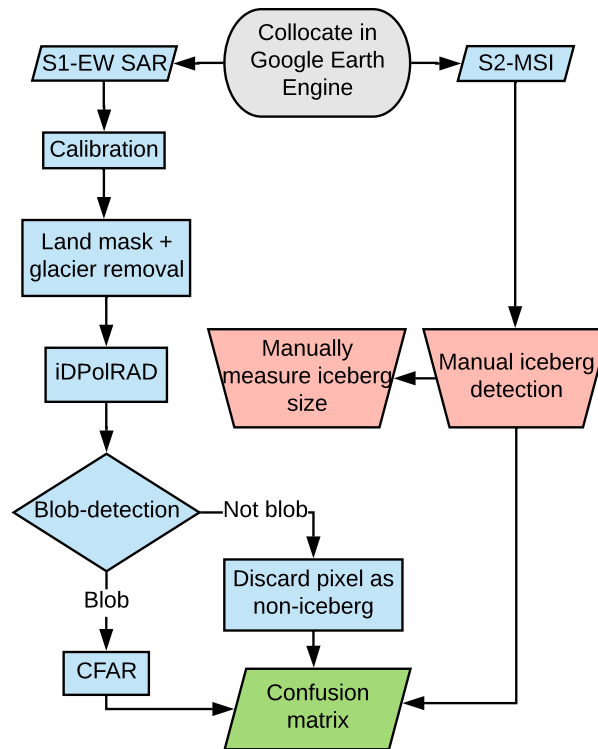 Collocate in
Google Earth
Engine
S1-EW SAR
S2-MSI
Calibration
Land mask +
glacier removal
iDPolRAD
Manually
measure iceberg
size
Manual iceberg
detection
Blob-detection
Not blob
Discard pixel as
non-iceberg
Blob
CFAR
Confusion
matrix